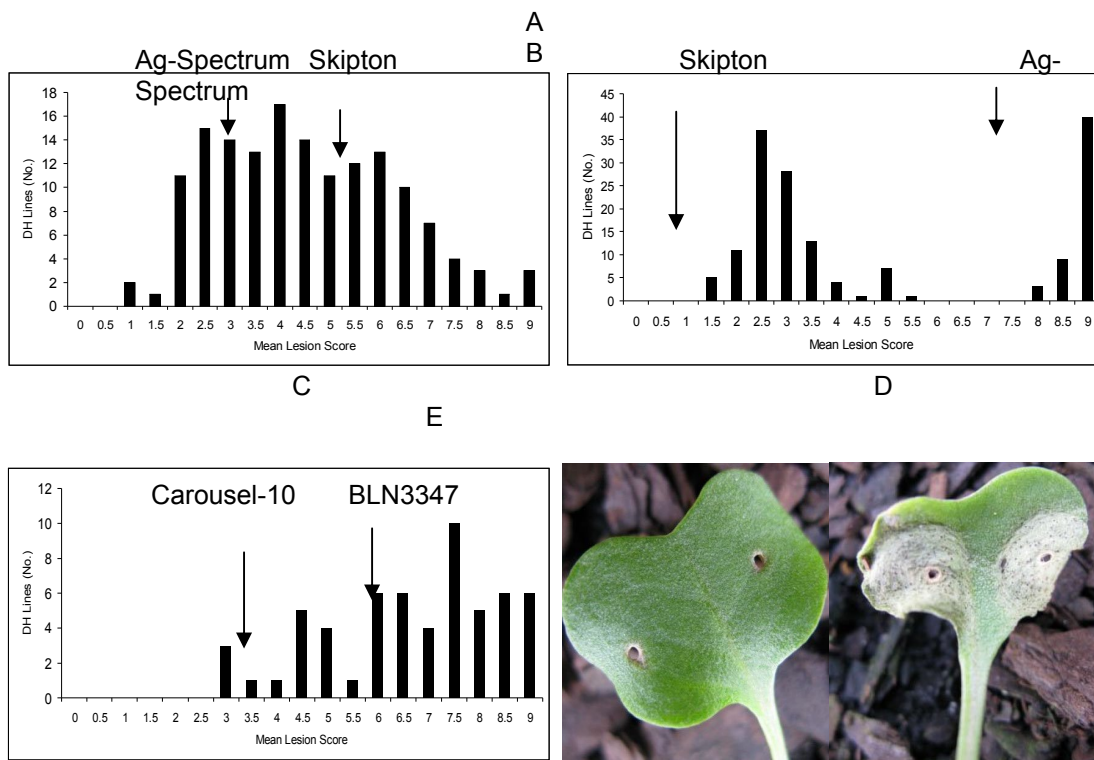 A
B
Ag-Spectrum Skipton
Spectrum
Skipton
Ag-
18
16
14
12
10
8
6
4
2
0
DH Lines (No.)
0 0.5 1 1.5 2 2.5 3 3.5 4 4.5 5 5.5 6 6.5 7 7.5 8 8.5 9
Mean Lesion Score
45
40
35
30
25
20
15
10
5
0
DH Lines (No.)
0 0.5 1 1.5 2 2.5 3 3.5 4 4.5 5 5.5 6 6.5 7 7.5 8 8.5 9
Mean Lesion Score
C
D
E
Carousel-10 BLN3347
12
10
8
6
4
2
0
DH Lines (No.)
0 0.5 1 1.5 2 2.5 3 3.5 4 4.5 5 5.5 6 6.5 7 7.5 8 8.5 9
Mean Lesion Score